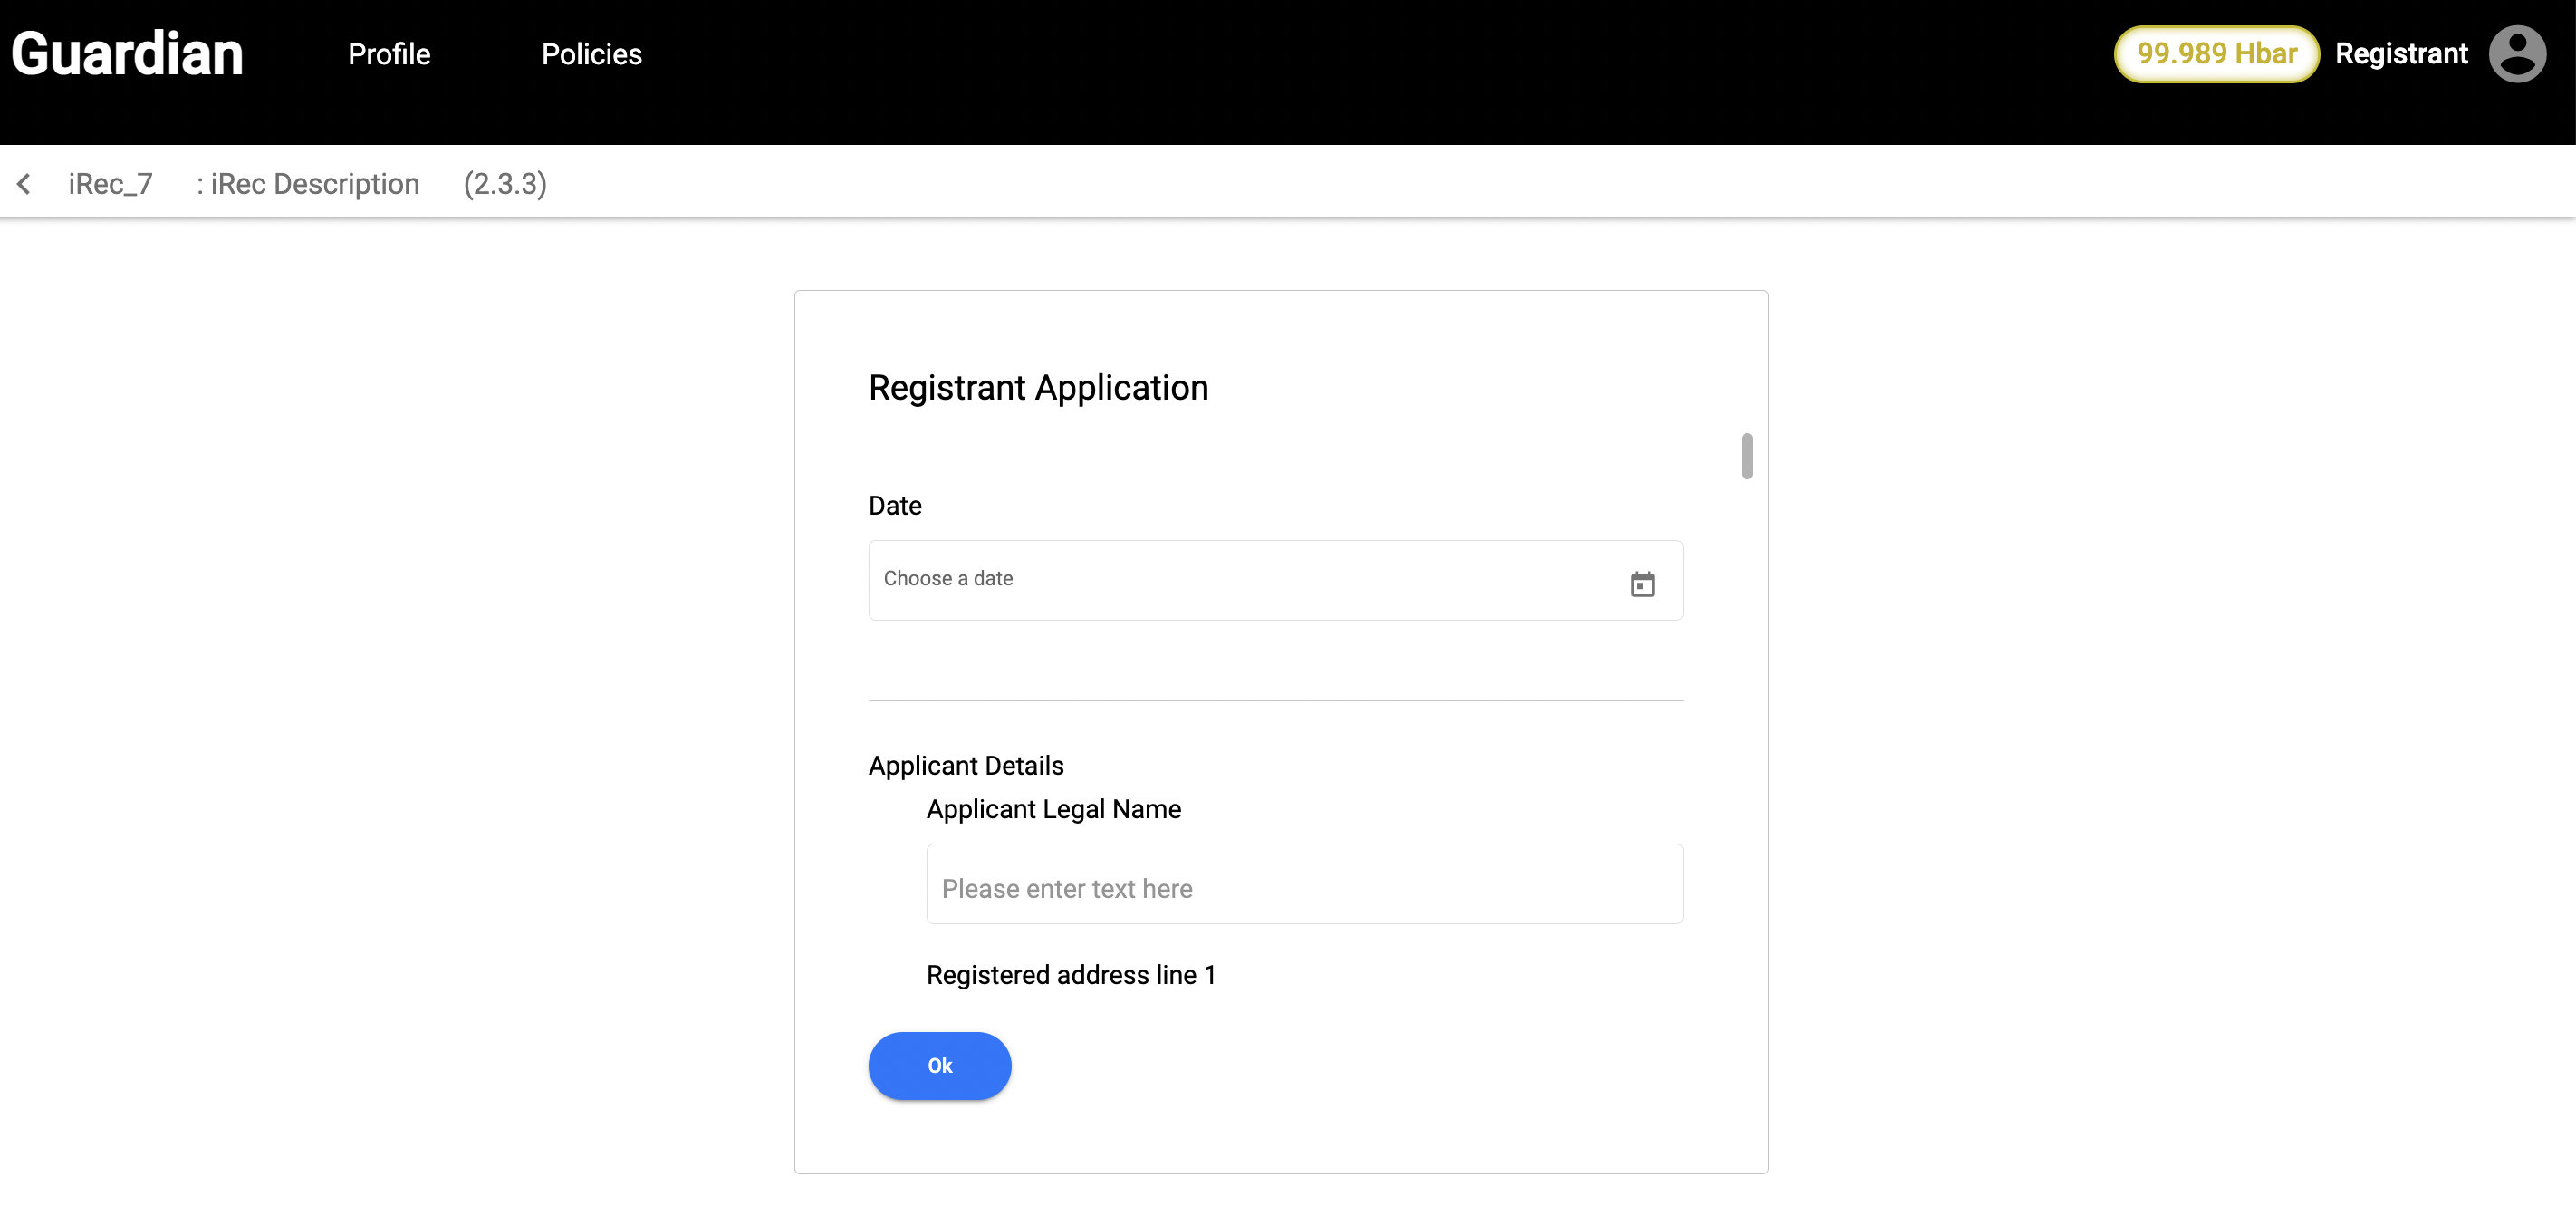 Guardian Profile Policies 99.989 Hbar Registrant
iRec_7 : iRec Description (2.3.3)
Registrant Application
Date
Choose a date
Applicant Details
Applicant Legal Name
Please enter text here
Registered address line 1
Ok